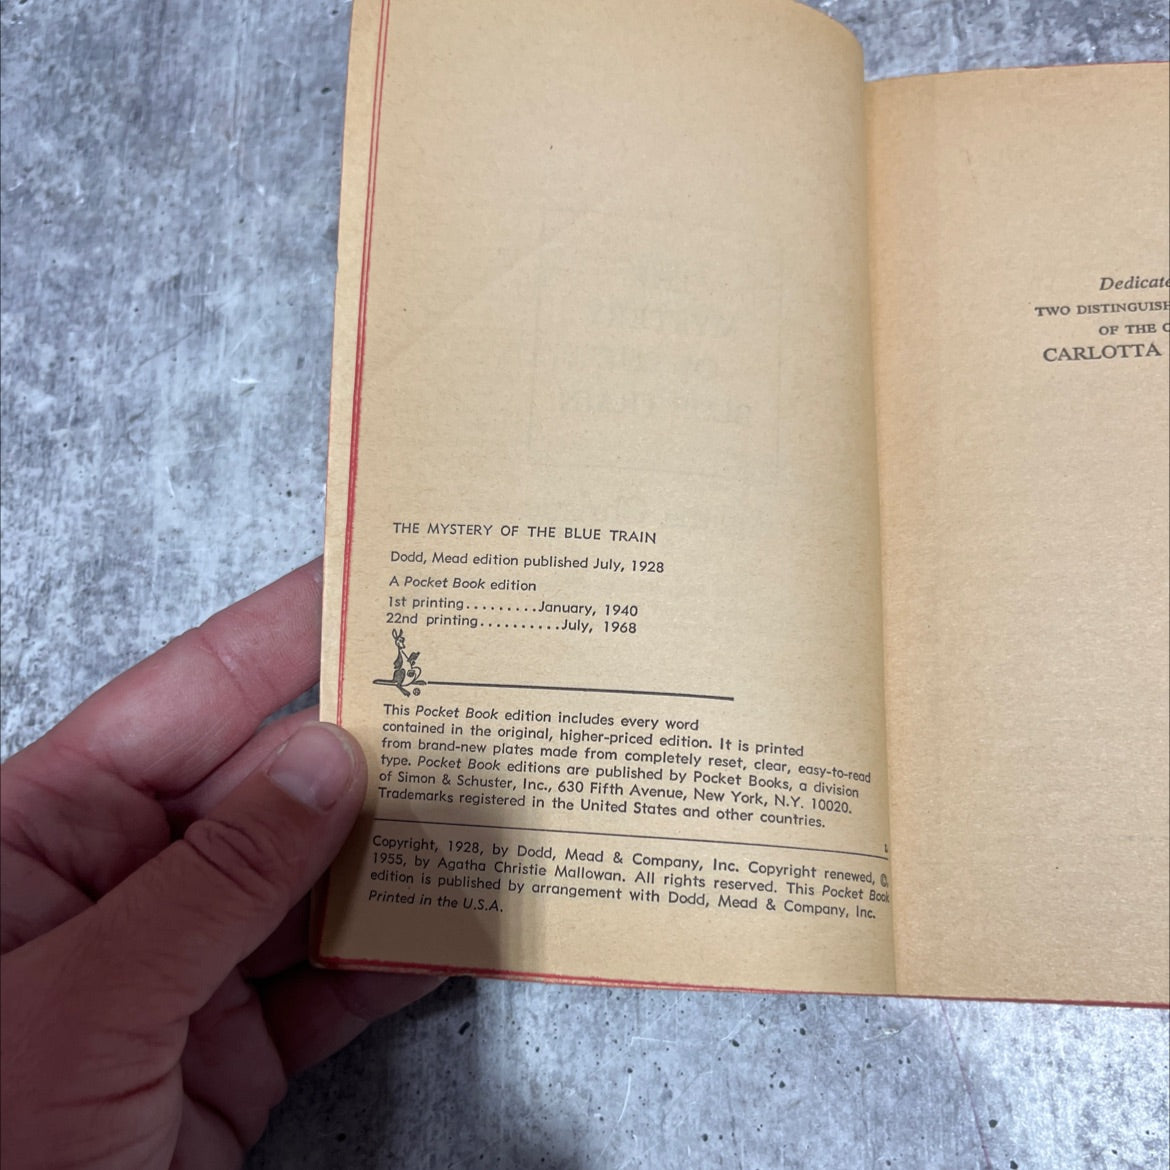 THE MYSTERY OF THE BLUE TRAIN
Dodd, Mead edition published July, 1928
A Pocket Book edition
1st printing.........January, 1940
22nd printing..........July, 1968
This Pocket Book edition includes every word
contained in the original, higher-priced edition. It is printed
from brand-new plates made from completely reset, clear, easy-to-read
type. Pocket Book editions are published by Pocket Books, a division
of Simon & Schuster, Inc., 630 Fifth Avenue, New York, N.Y. 10020.
Trademarks registered in the United States and other countries.
L
Copyright, 1928, by Dodd, Mead & Company, Inc. Copyright renewed, ©,
1955, by Agatha Christie Mallowan. All rights reserved. This Pocket Book
edition is published by arrangement with Dodd, Mead & Company, Inc.
Printed in the U.S.A.
Dedicate
TWO DISTINGUISH
OF THE
CARLOTTA